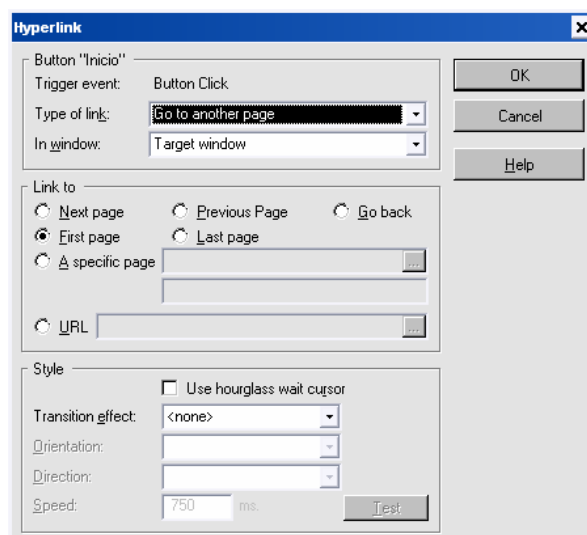 Hyperlink
Button "Inicio"
Trigger event: Button Click
Type of link: Go to another page
In window: Target window
OK
Cancel
Help
Link to
Next page Previous Page Go back
First page Last page
A specific page ...
URL ...
Style
Use hourglass wait cursor
Transition effect: <none>
Orientation:
Direction:
Speed: 750 ms. Test